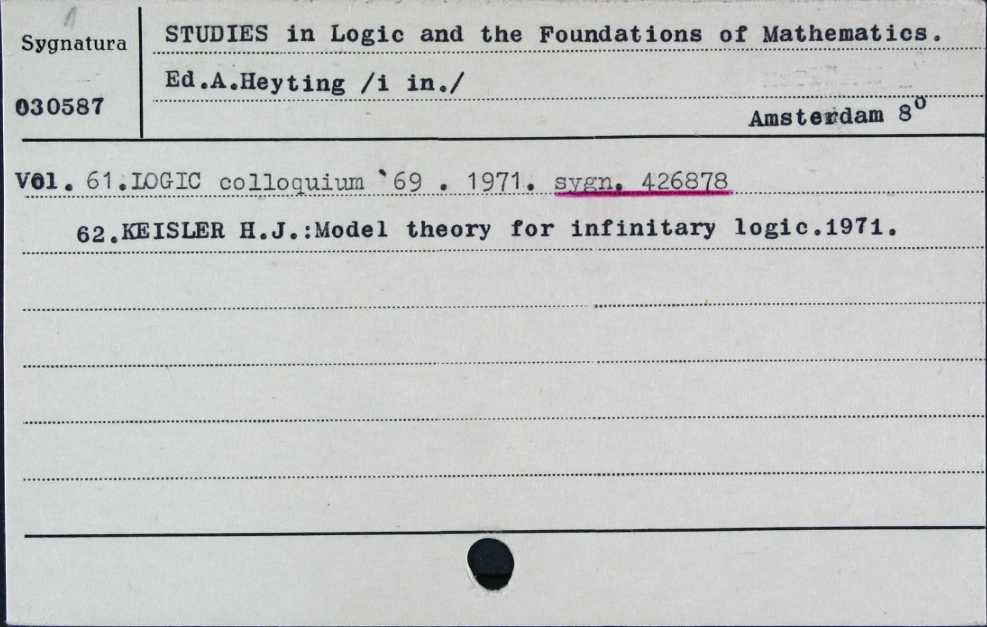 Sygnatura
030587
STUDIES in Logic and the Foundations of Mathematics.
Ed.A.Heyting /i in./
Amsterdam 8⁰
Vol. 61.LOGIC colloquium '69 . 1971. sygn. 426878
62.KEISLER H.J.:Model theory for infinitary logic.1971.